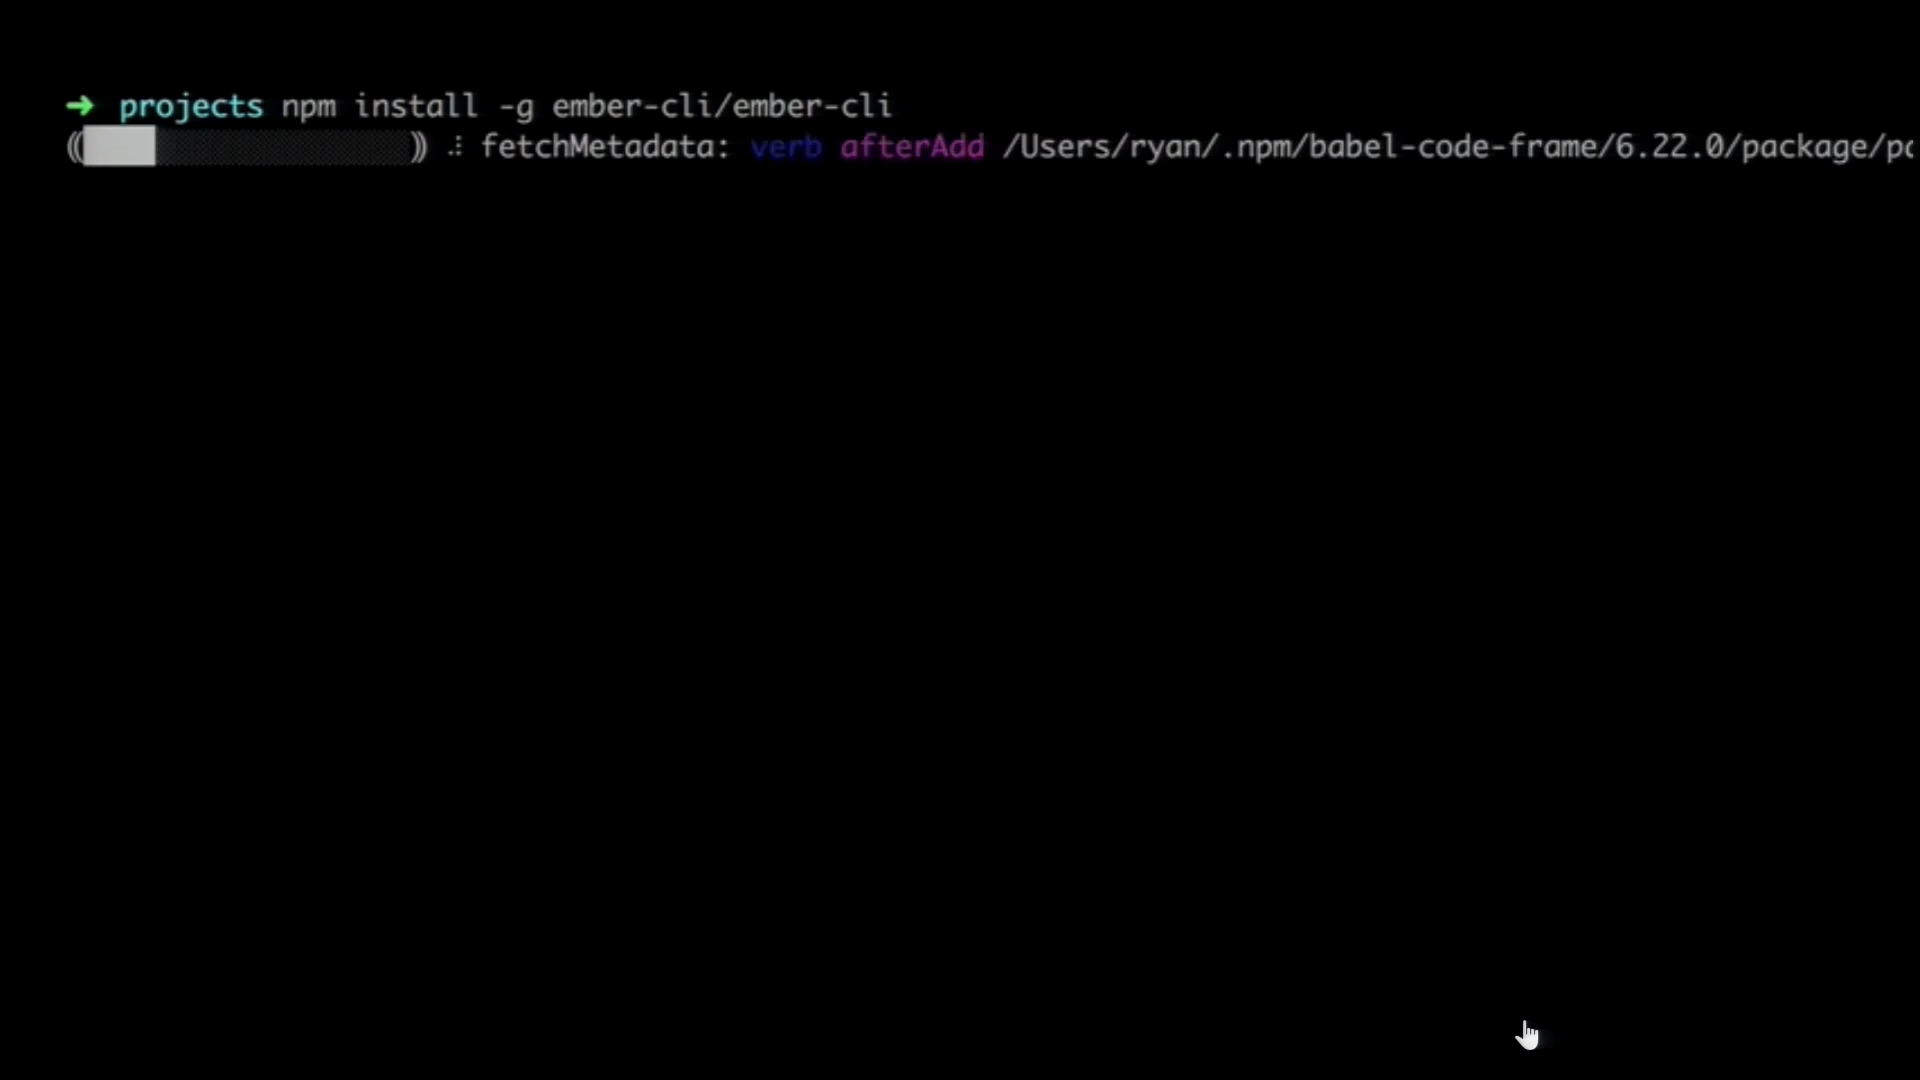 ➜ projects npm install -g ember-cli/ember-cli
fetchMetadata: verb afterAdd /Users/ryan/.npm/babel-code-frame/6.22.0/package/